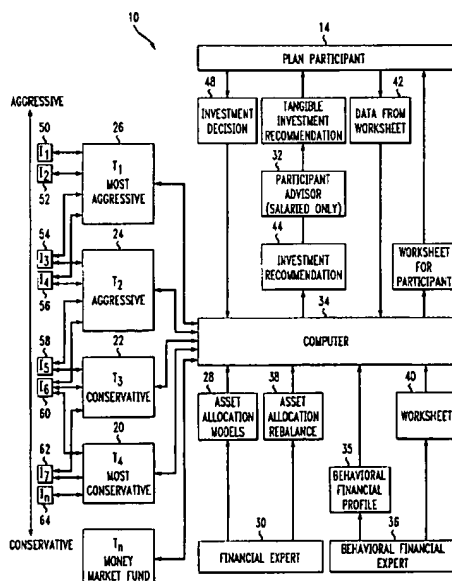 10
14
PLAN PARTICIPANT
AGGRESSIVE
48
42
INVESTMENT
DECISION
TANGIBLE
INVESTMENT
RECOMMENDATION
DATA FROM
WORKSHEET
50
26
I1
T1
MOST
AGGRESSIVE
I2
52
32
PARTICIPANT
ADVISOR
(SALARIED ONLY)
54
24
44
I3
T2
AGGRESSIVE
INVESTMENT
RECOMMENDATION
WORKSHEET
FOR
PARTICIPANT
I4
56
34
COMPUTER
58
22
I5
T3
CONSERVATIVE
I6
60
28
38
40
ASSET
ALLOCATION
MODELS
ASSET
ALLOCATION
REBALANCE
WORKSHEET
62
20
35
I7
T4
MOST
CONSERVATIVE
BEHAVIORAL
FINANCIAL
PROFILE
In
64
30
36
CONSERVATIVE
Tn
MONEY
MARKET
FUND
FINANCIAL EXPERT
BEHAVIORAL FINANCIAL EXPERT